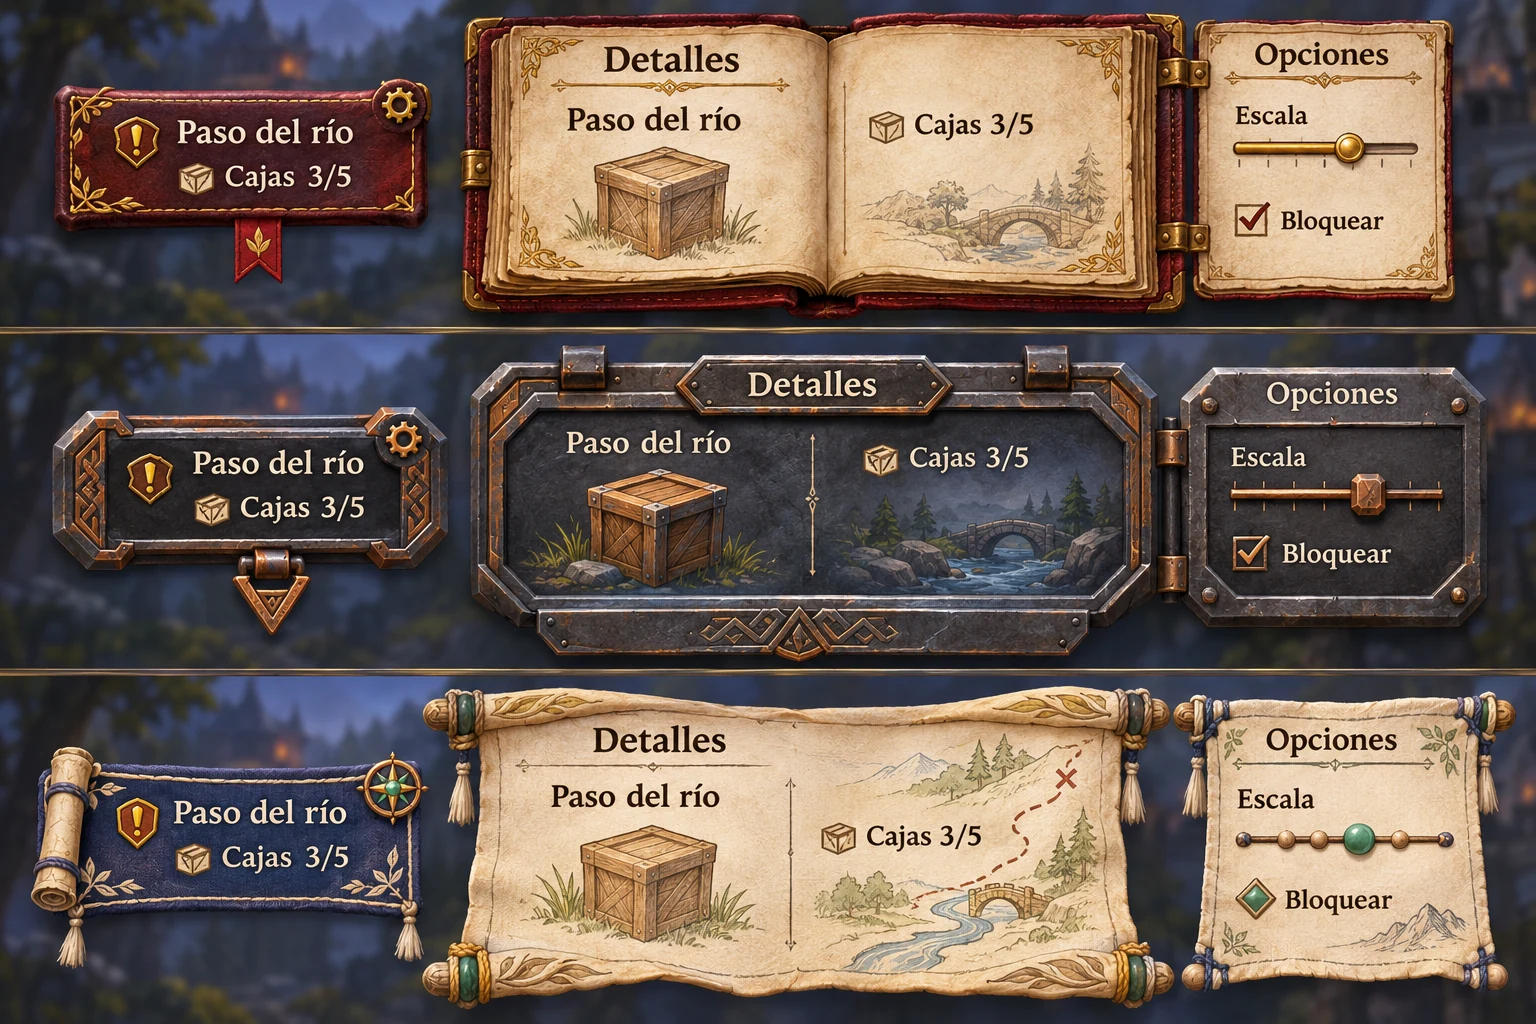 Paso del río
Cajas 3/5
Detalles
Paso del río
Cajas 3/5
Opciones
Escala
Bloquear
Paso del río
Cajas 3/5
Detalles
Paso del río
Cajas 3/5
Opciones
Escala
Bloquear
Paso del río
Cajas 3/5
Detalles
Paso del río
Cajas 3/5
Opciones
Escala
Bloquear